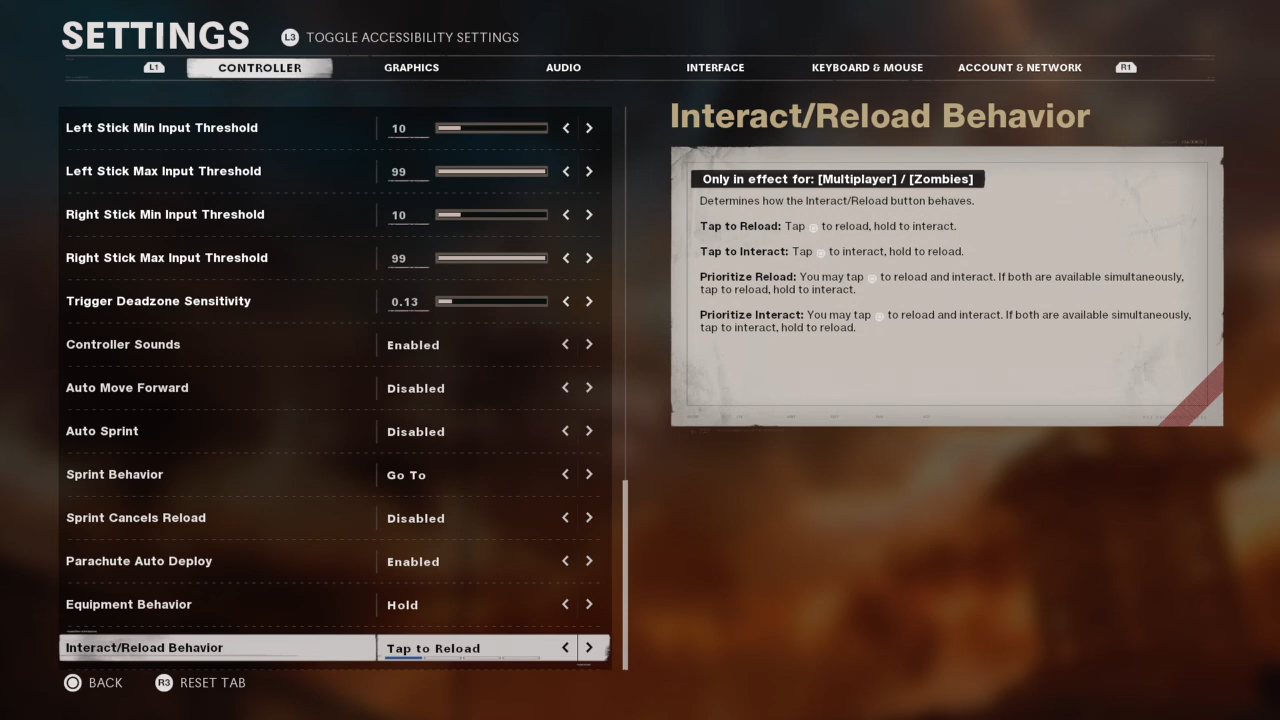 SETTINGS
L3 TOGGLE ACCESSIBILITY SETTINGS
L1 CONTROLLER GRAPHICS AUDIO INTERFACE KEYBOARD & MOUSE ACCOUNT & NETWORK R1
Left Stick Min Input Threshold 10
Left Stick Max Input Threshold 99
Right Stick Min Input Threshold 10
Right Stick Max Input Threshold 99
Trigger Deadzone Sensitivity 0.13
Controller Sounds Enabled
Auto Move Forward Disabled
Auto Sprint Disabled
Sprint Behavior Go To
Sprint Cancels Reload Disabled
Parachute Auto Deploy Enabled
Equipment Behavior Hold
Interact/Reload Behavior Tap to Reload
BACK R3 RESET TAB
Interact/Reload Behavior
Only in effect for: [Multiplayer] / [Zombies]
Determines how the Interact/Reload button behaves.
Tap to Reload: Tap to reload, hold to interact.
Tap to Interact: Tap to interact, hold to reload.
Prioritize Reload: You may tap to reload and interact. If both are available simultaneously,
tap to reload, hold to interact.
Prioritize Interact: You may tap to reload and interact. If both are available simultaneously,
tap to interact, hold to reload.